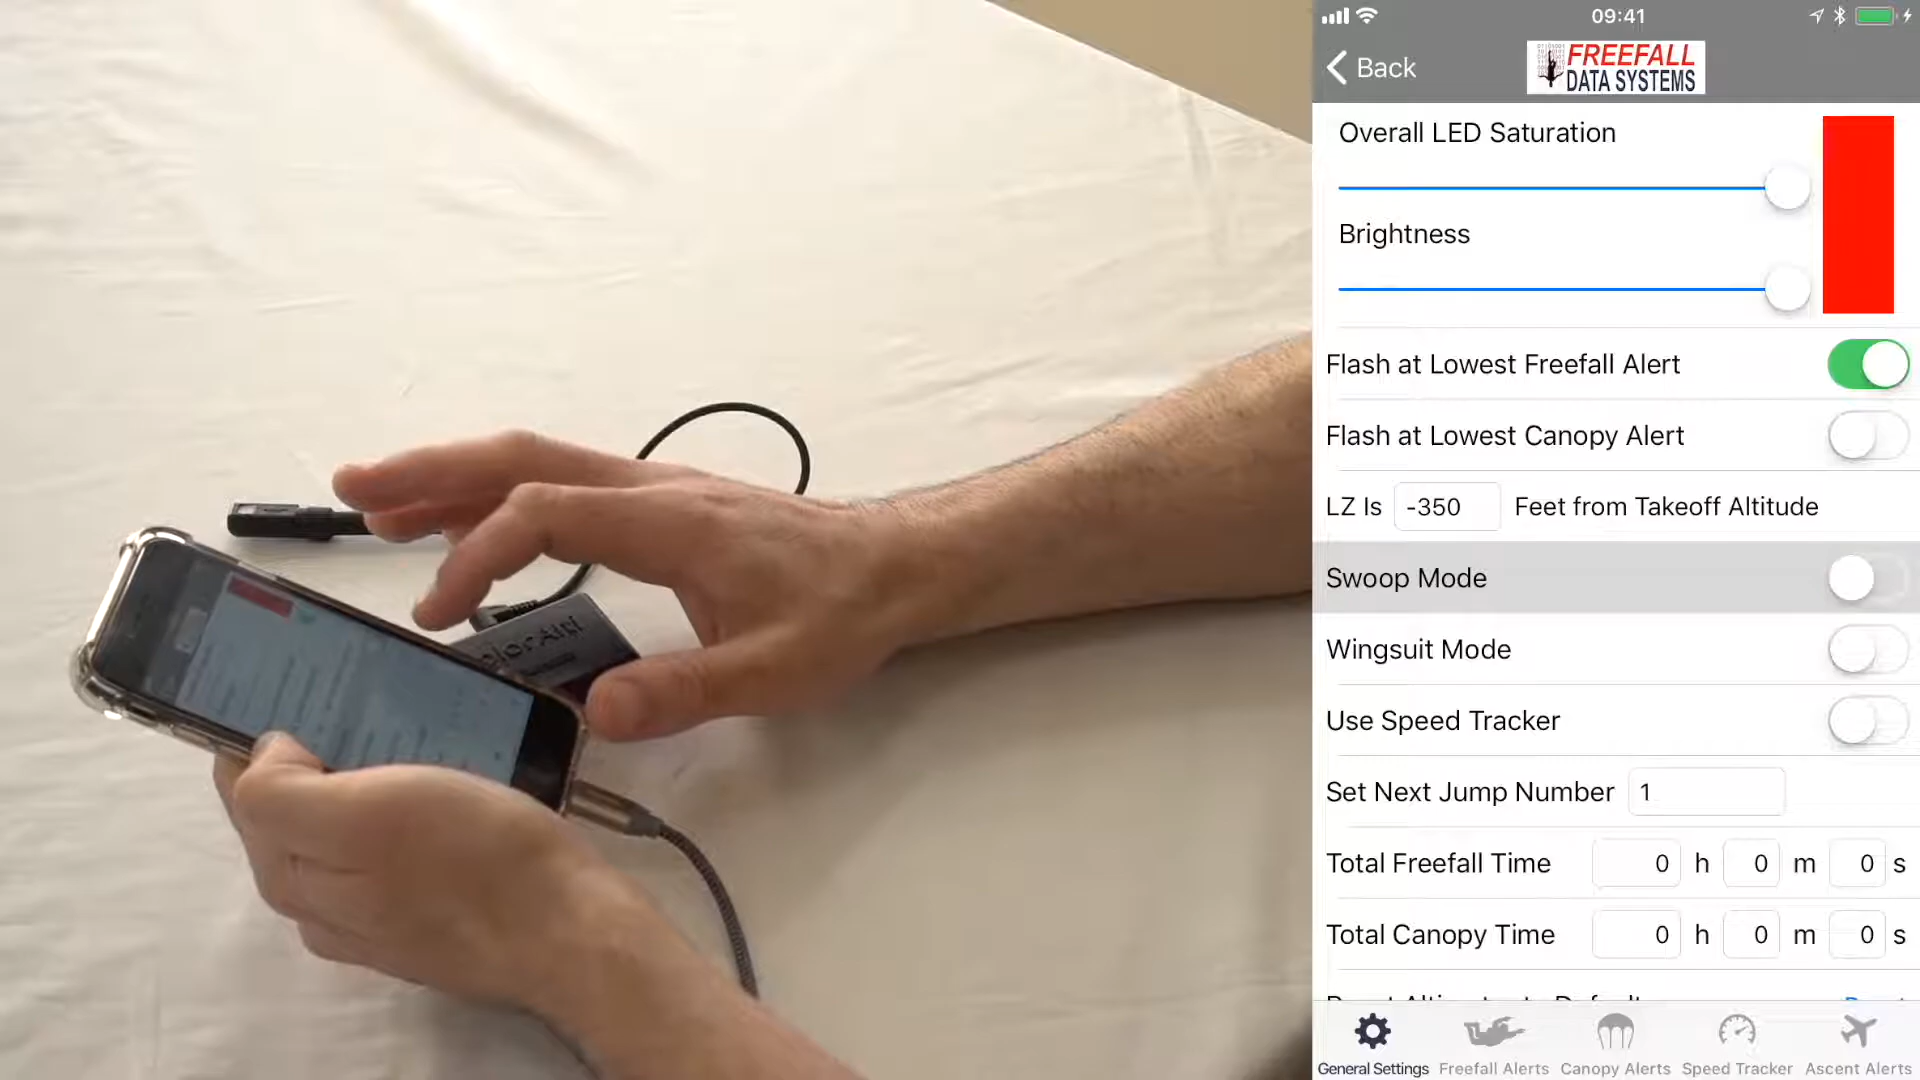 09:41
Back
FREEFALL
DATA SYSTEMS
Overall LED Saturation
Brightness
Flash at Lowest Freefall Alert
Flash at Lowest Canopy Alert
LZ Is -350 Feet from Takeoff Altitude
Swoop Mode
Wingsuit Mode
Use Speed Tracker
Set Next Jump Number 1
Total Freefall Time 0 h 0 m 0 s
Total Canopy Time 0 h 0 m 0 s
General Settings Freefall Alerts Canopy Alerts Speed Tracker Ascent Alerts